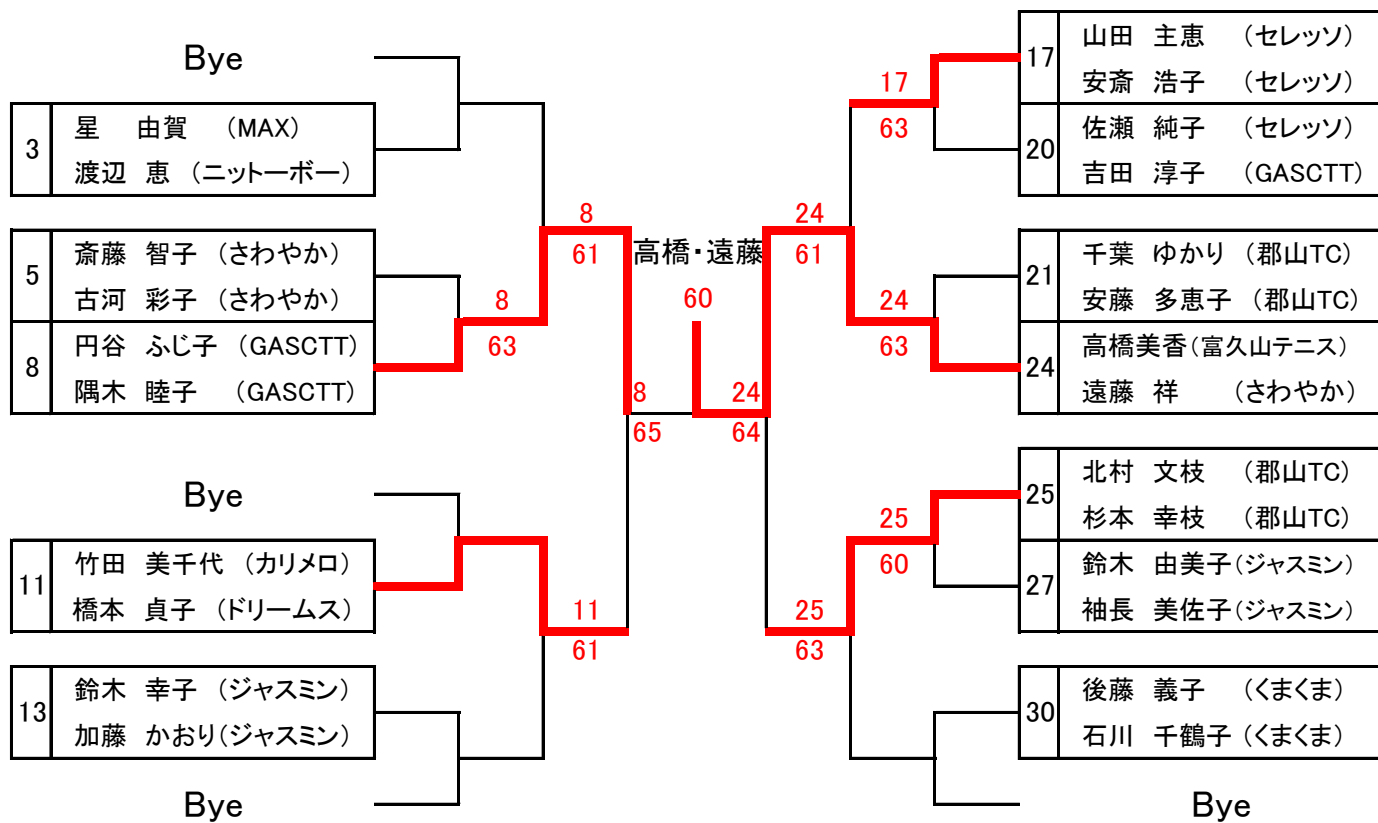 Bye
3
星 由賀 （MAX）
渡辺 恵 （ニットーボー）
5
斎藤 智子 （さわやか）
古河 彩子 （さわやか）
8
円谷 ふじ子 （GASCTT）
隅木 睦子 （GASCTT）
Bye
11
竹田 美千代 （カリメロ）
橋本 貞子 （ドリームス）
13
鈴木 幸子 （ジャスミン）
加藤 かおり（ジャスミン）
Bye
8
63
8
61
11
61
8
65
高橋・遠藤
60
24
64
24
61
25
63
17
63
24
63
25
60
17
山田 主恵 （セレッソ）
安斎 浩子 （セレッソ）
20
佐瀬 純子 （セレッソ）
吉田 淳子 （GASCTT）
21
千葉 ゆかり （郡山TC）
安藤 多恵子 （郡山TC）
24
高橋美香（富久山テニス）
遠藤 祥 （さわやか）
25
北村 文枝 （郡山TC）
杉本 幸枝 （郡山TC）
27
鈴木 由美子（ジャスミン）
袖長 美佐子（ジャスミン）
30
後藤 義子 （くまくま）
石川 千鶴子 （くまくま）
Bye